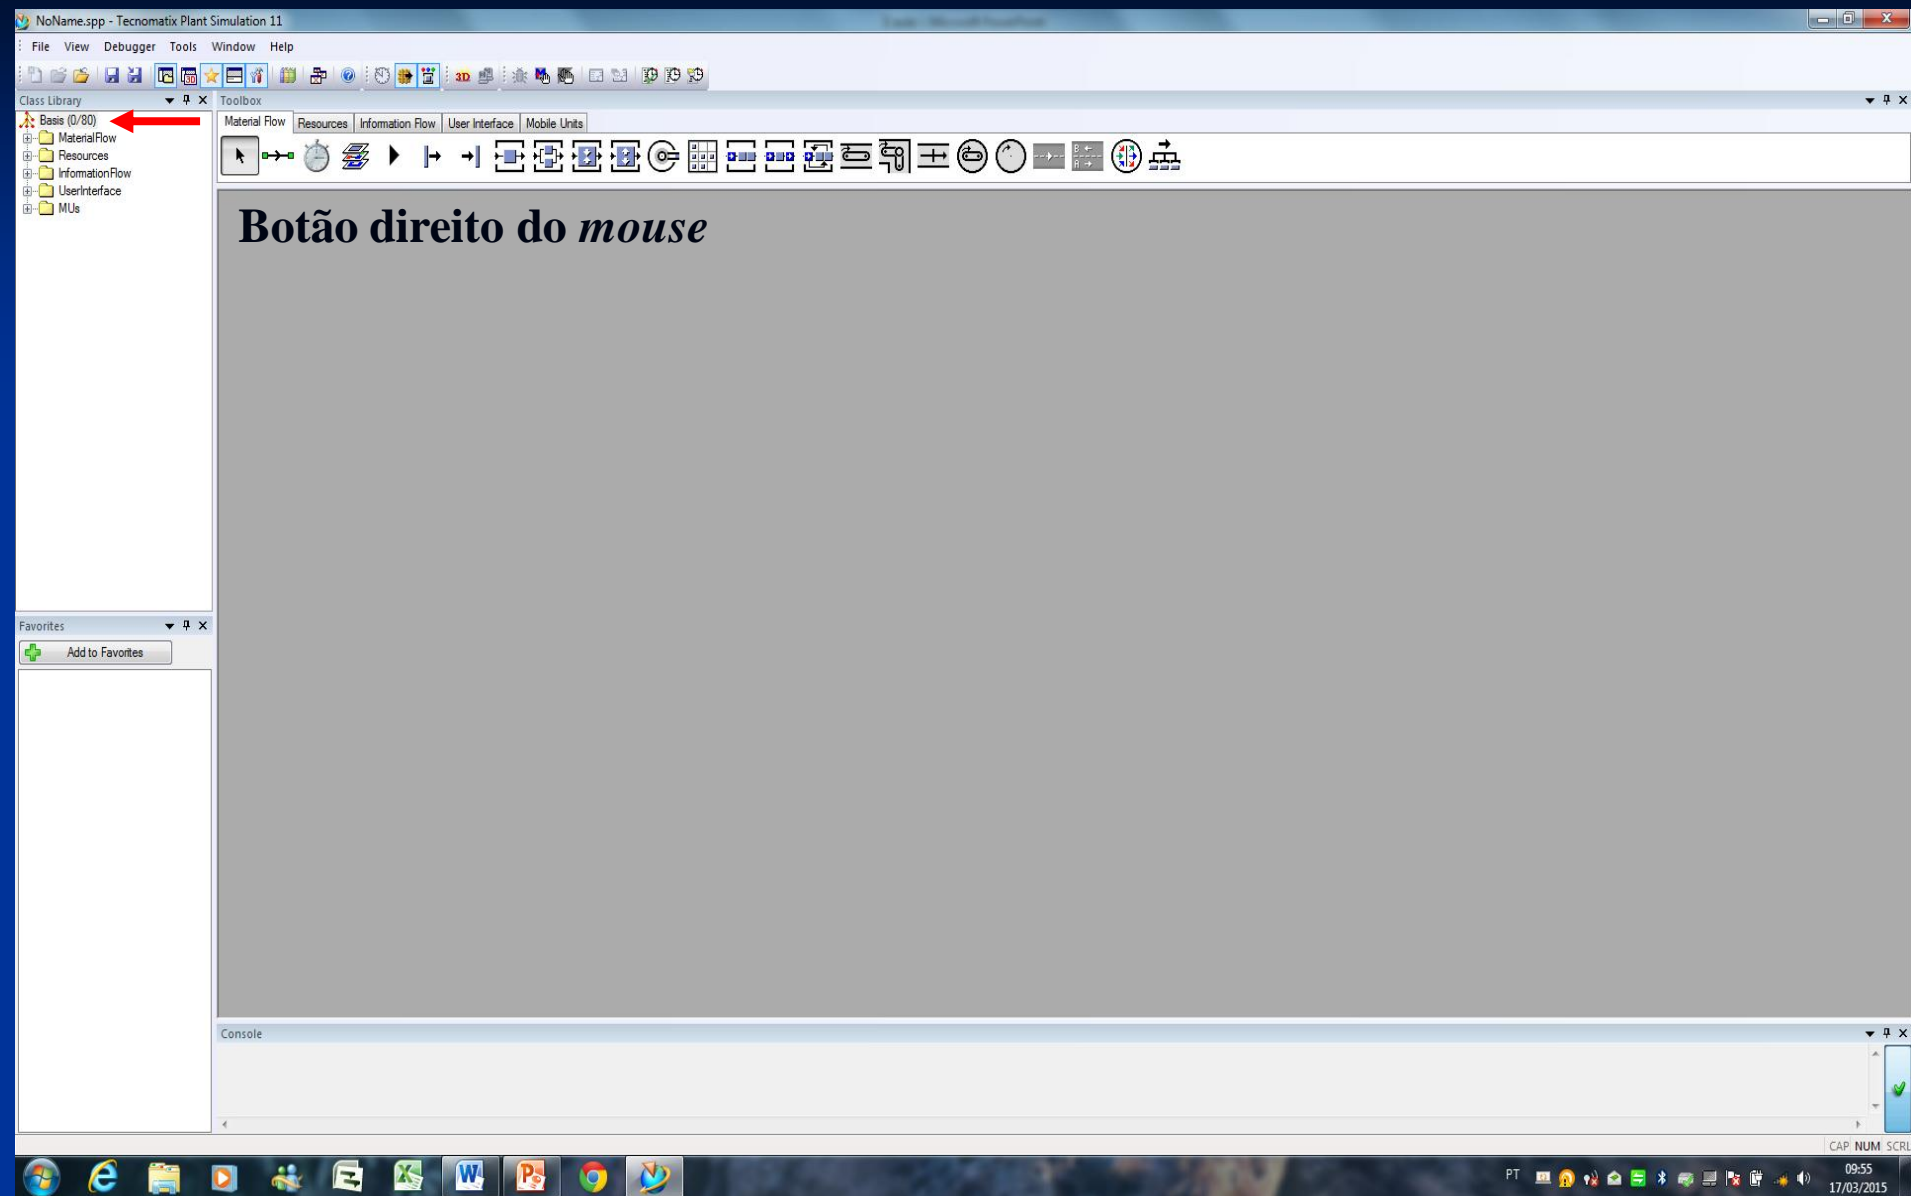 NoName.spp - Tecnomatix Plant Simulation 11
File View Debugger Tools Window Help
3D
Class Library
Toolbox
Basis (0/80)
MaterialFlow
Resources
InformationFlow
UserInterface
MUs
Material Flow Resources Information Flow User Interface Mobile Units
Botão direito do mouse
Favorites
Add to Favorites
Console
CAP NUM SCRL
PT
09:55
17/03/2015